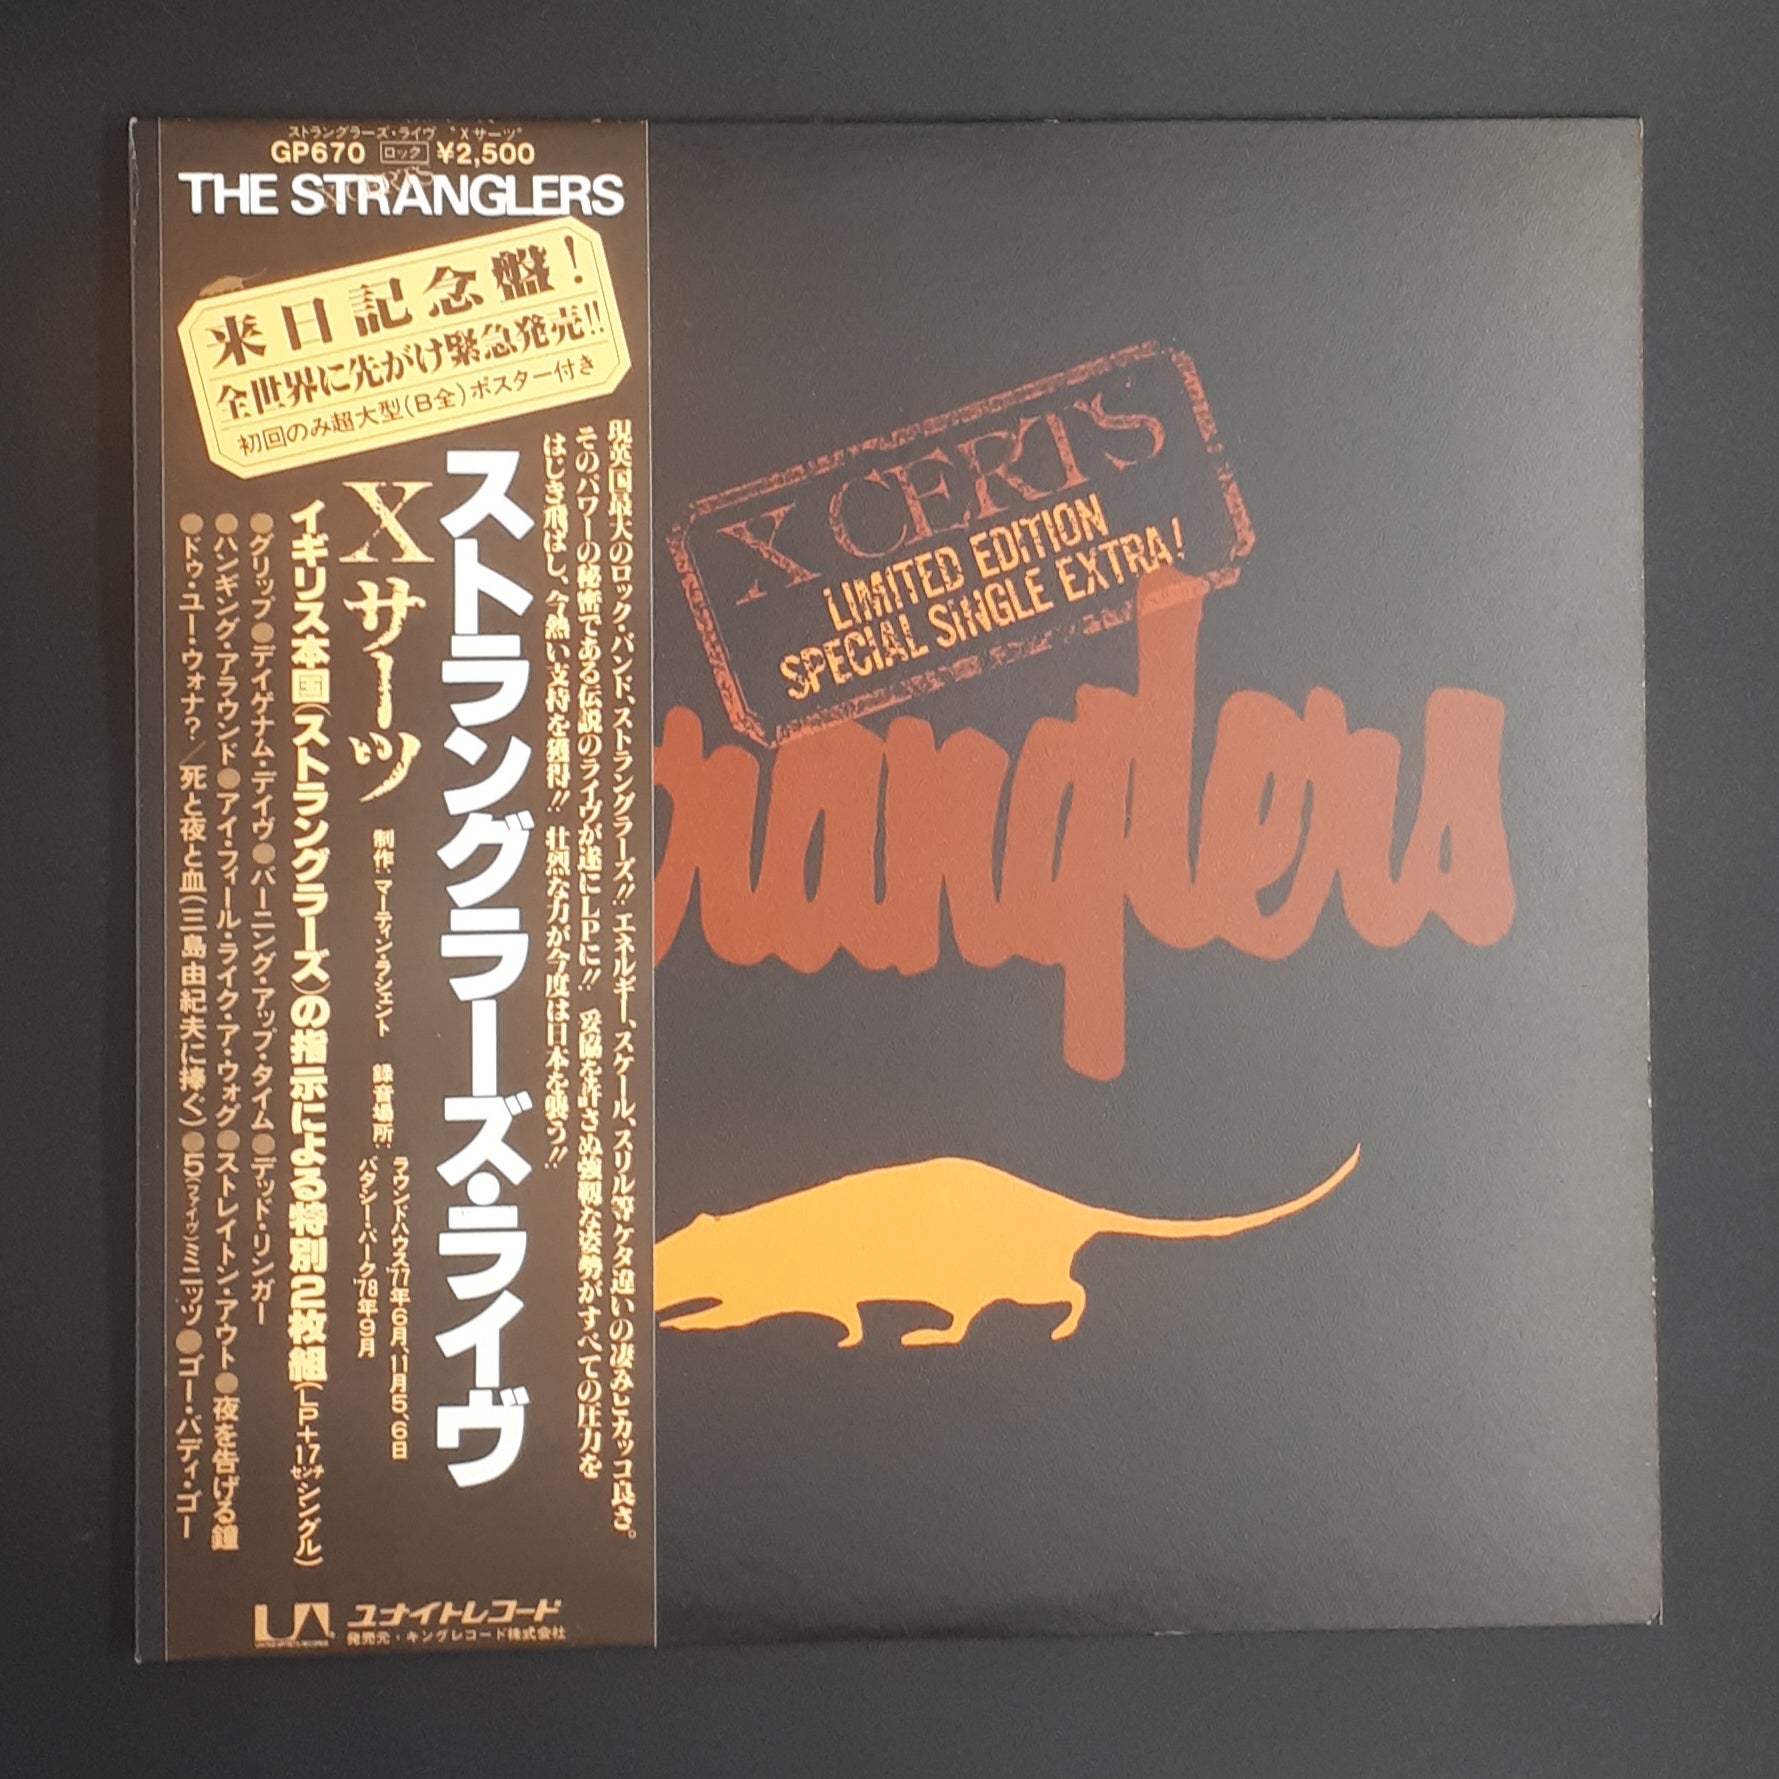 ストラングラーズ・ライヴ “Xサーツ”
GP670 ロック ¥2,500
THE STRANGLERS
来日記念盤!
全世界に先がけ緊急発売!!
初回のみ超大型(B全)ポスター付き
現英国最大のロック・バンド、ストラングラーズ!! エネルギー、スケール、スリル等ケタ違いの凄みとカッコ良さ。
そのパワーの秘密である伝説のライヴが遂にLPに!! 妥協を許さぬ強靱な姿勢がすべての圧力を
はじき飛ばし、今熱い支持を獲得!! 壮烈な力が今度は日本を襲う!!
ストラングラーズ・ライヴ
Xサーツ
制作:マーティン・ラシェント 録音場所:
ラウンドハウス'77年6月、11月5、6日
バタシー・パーク'78年9月
イギリス本国(ストラングラーズ)の指示による特別2枚組(LP+17センチ・シングル)
●グリップ●デイゲナム・デイヴ●バーニング・アップ・タイム●デッド・リンガー
●ハンギング・アラウンド●アイ・フィール・ライク・ア・ウォグ●ストレイトン・アウト●夜を告げる鐘
●ドゥ・ユー・ウォナ?/死と夜と血(三島由紀夫に捧ぐ)●5(ファイヴ)ミニッツ●ゴー・バディ・ゴー
UA
UNITED ARTISTS RECORDS
ユナイトレコード
発売元・キングレコード株式会社
X CERTS
LIMITED EDITION
SPECIAL SINGLE EXTRA!
ranglers